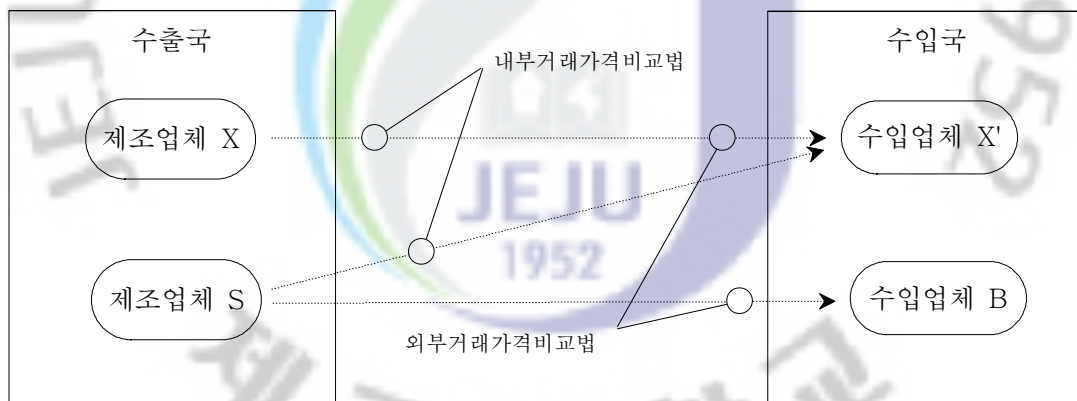 수출국
수입국
내부거래가격비교법
제조업체 X
수입업체 X'
JEJU
1952
제조업체 S
수입업체 B
외부거래가격비교법
952